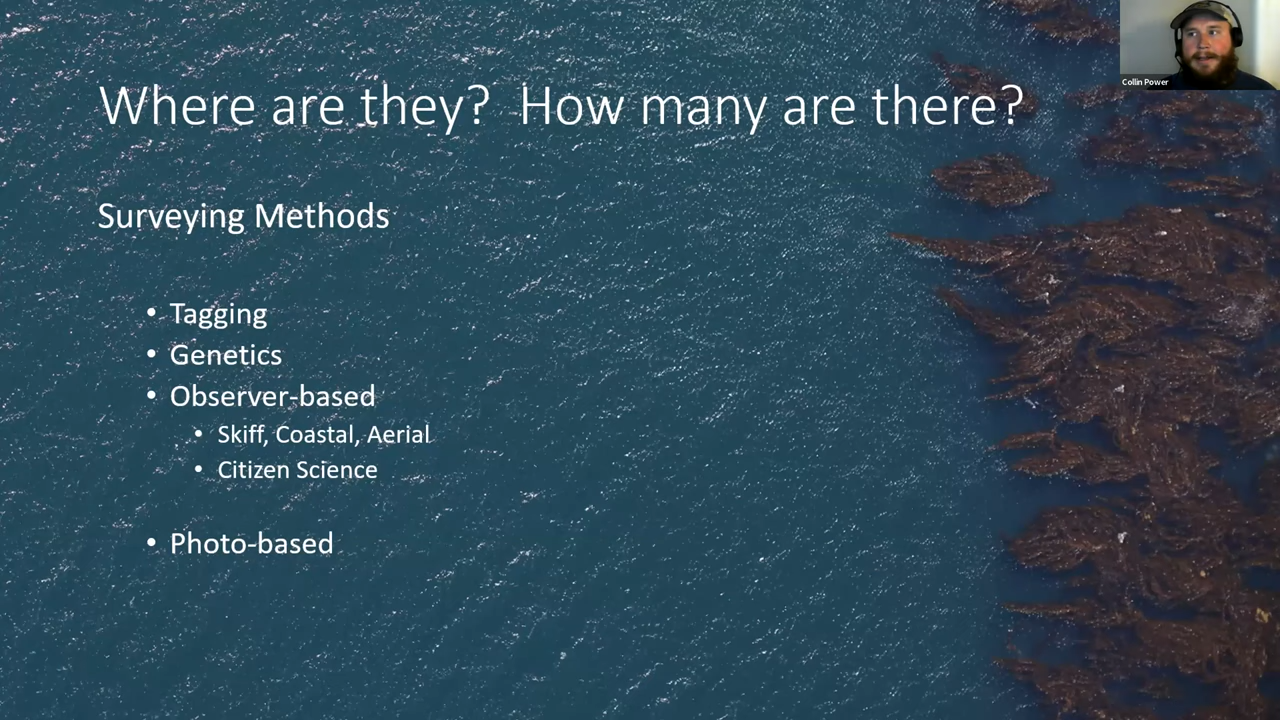 Collin Power
Where are they? How many are there?
Surveying Methods
• Tagging
• Genetics
• Observer-based
• Skiff, Coastal, Aerial
• Citizen Science
• Photo-based